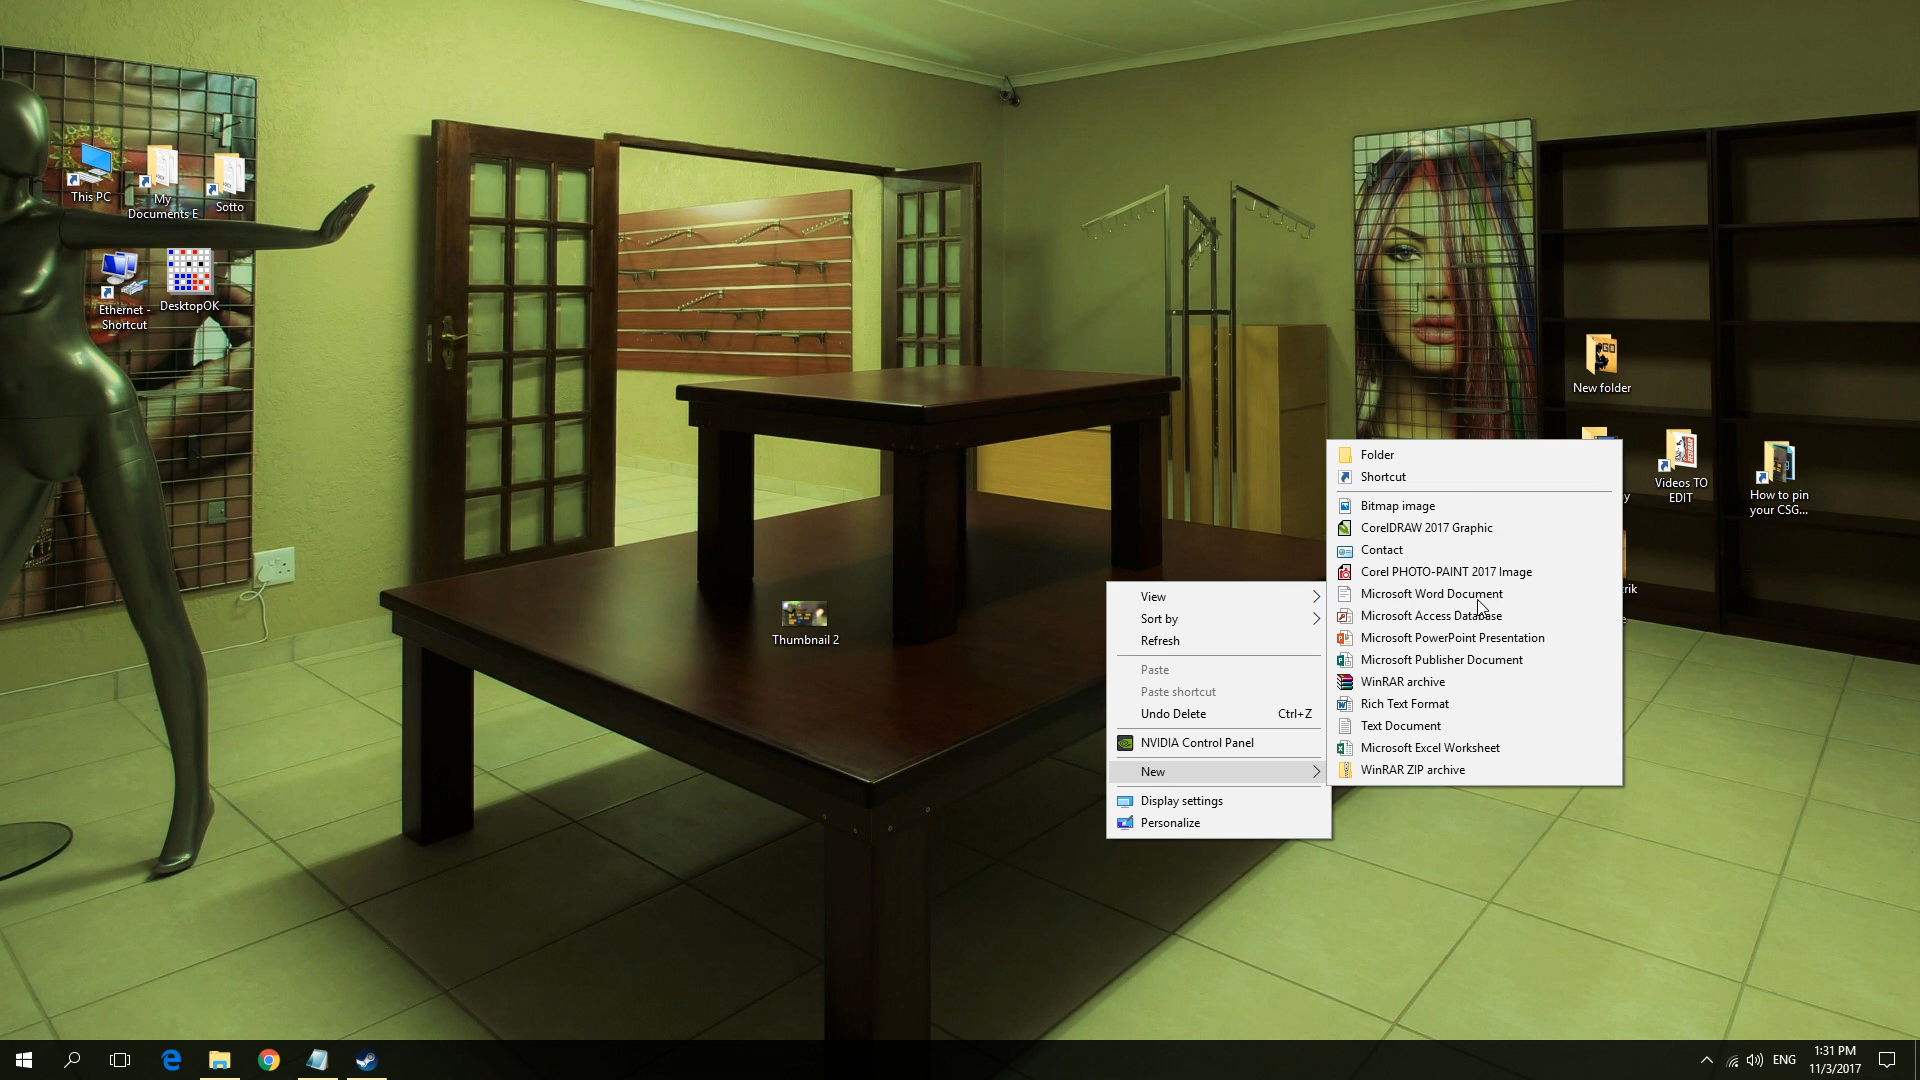 This PC
My
Documents E
Sotto
Ethernet -
Shortcut
DesktopOK
Thumbnail 2
New folder
Videos TO
EDIT
How to pin
your CSG...
View
Sort by
Refresh
Paste
Paste shortcut
Undo Delete Ctrl+Z
NVIDIA Control Panel
New
Display settings
Personalize
Folder
Shortcut
Bitmap image
CorelDRAW 2017 Graphic
Contact
Corel PHOTO-PAINT 2017 Image
Microsoft Word Document
Microsoft Access Database
Microsoft PowerPoint Presentation
Microsoft Publisher Document
WinRAR archive
Rich Text Format
Text Document
Microsoft Excel Worksheet
WinRAR ZIP archive
ENG
1:31 PM
11/3/2017